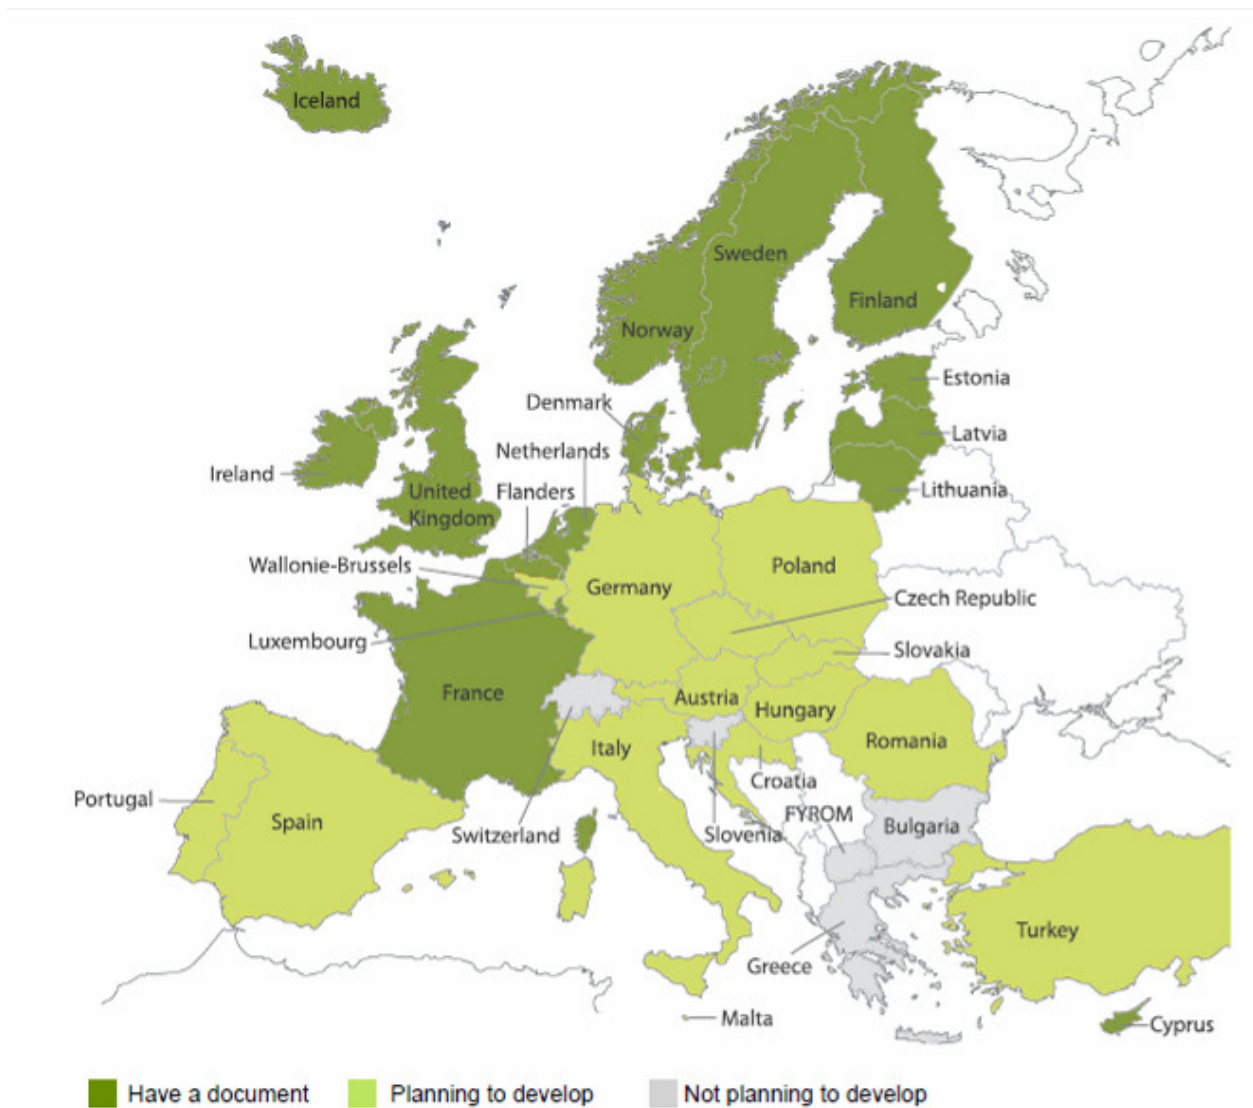 Iceland
Sweden
Finland
Norway
Estonia
Denmark
Latvia
Netherlands
Ireland
Flanders
Lithuania
United
Kingdom
Wallonie-Brussels
Poland
Germany
Czech Republic
Luxembourg
Slovakia
France
Austria
Hungary
Italy
Romania
Croatia
Portugal
FYROM
Spain
Switzerland
Slovenia
Bulgaria
Turkey
Greece
Malta
Cyprus
Have a document
Planning to develop
Not planning to develop